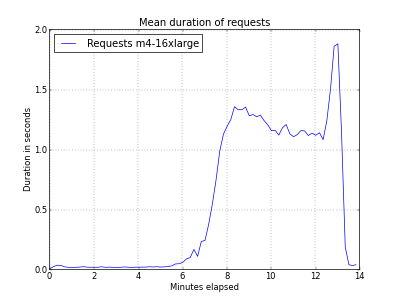 Mean duration of requests
Requests m4-16xlarge
Duration in seconds
2.0
1.5
1.0
0.5
0.0
0 2 4 6 8 10 12 14
Minutes elapsed